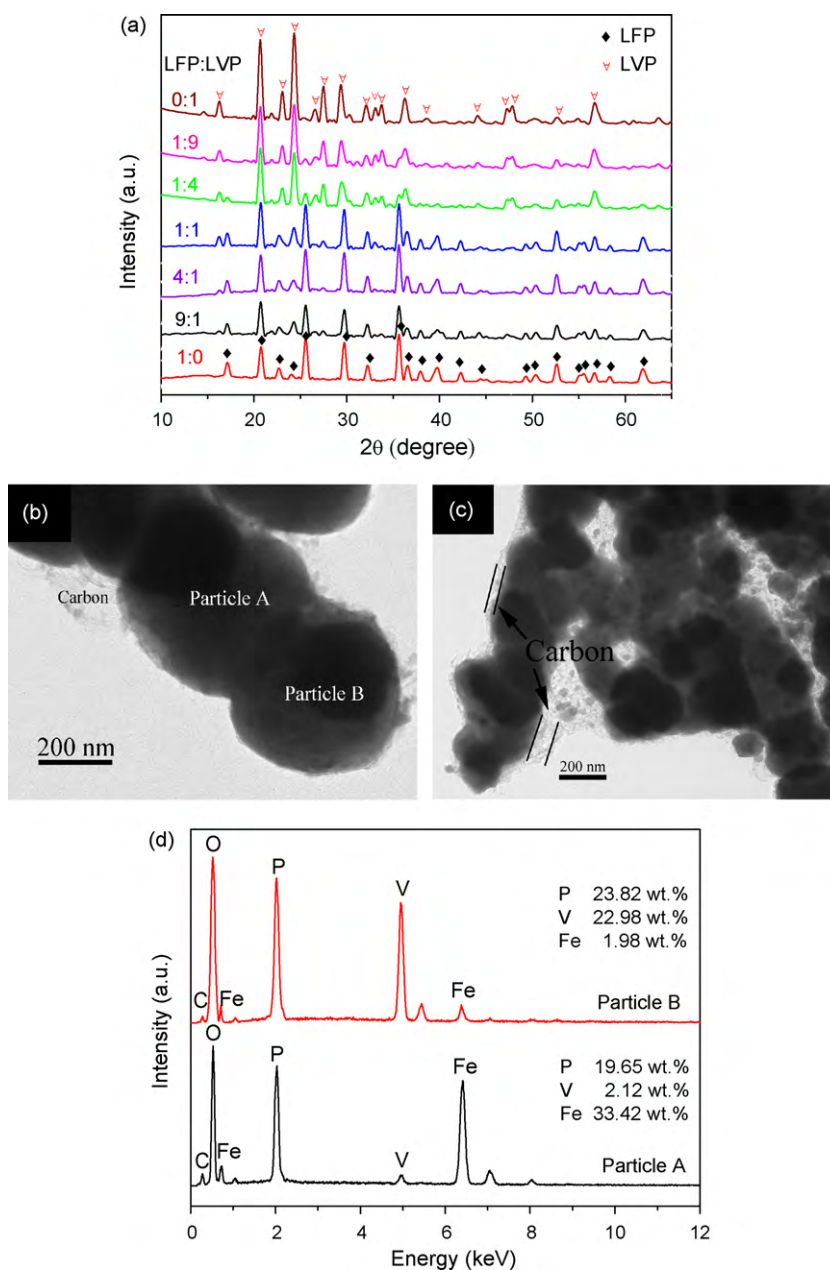 (a)
LFP
LVP
LFP:LVP
0:1
1:9
1:4
1:1
4:1
9:1
1:0
Intensity (a.u.)
10 20 30 40 50 60
2θ (degree)
(b)
Carbon
Particle A
Particle B
200 nm
(c)
Carbon
200 nm
(d)
O
P
V
C
Fe
Fe
P 23.82 wt.%
V 22.98 wt.%
Fe 1.98 wt.%
Particle B
O
P
Fe
C
Fe
V
P 19.65 wt.%
V 2.12 wt.%
Fe 33.42 wt.%
Particle A
Intensity (a.u.)
0 2 4 6 8 10 12
Energy (keV)